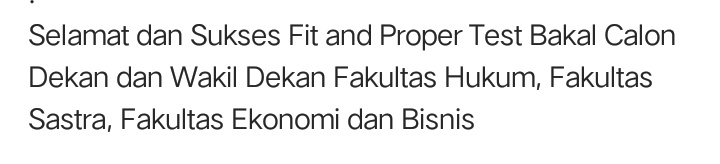 Selamat dan Sukses Fit and Proper Test Bakal Calon
Dekan dan Wakil Dekan Fakultas Hukum, Fakultas
Sastra, Fakultas Ekonomi dan Bisnis